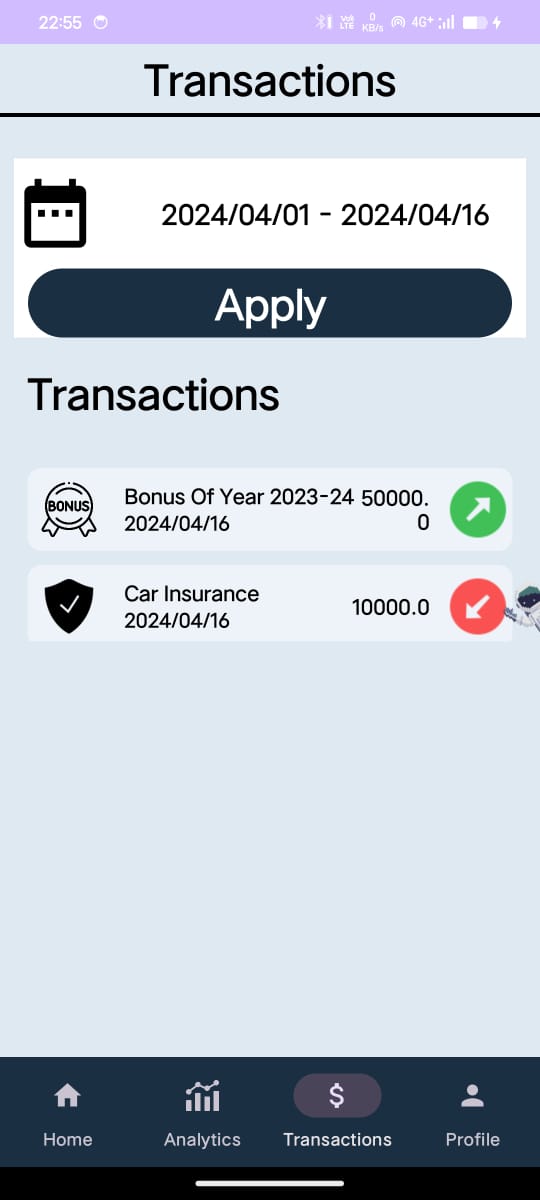 22:55
Vo) LTE 0 KB/s 4G+
Transactions
2024/04/01 - 2024/04/16
Apply
Transactions
BONUS
Bonus Of Year 2023-24 50000.
2024/04/16 0
Car Insurance
2024/04/16 10000.0
$
Home Analytics Transactions Profile